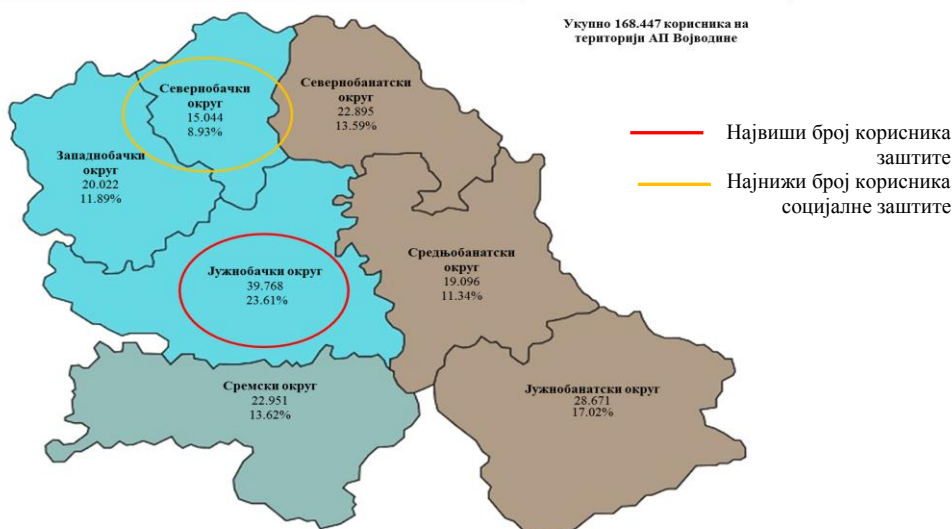 Укупно 168.447 корисника на
територији АП Војводине
Севернобачки
округ
15.044
8.93%
Севернобанатски
округ
22.895
13.59%
Највиши број корисника
заштите
Најнижи број корисника
социјалне заштите
Западнобачки
округ
20.022
11.89%
Јужнобачки округ
39.768
23.61%
Средњобанатски
округ
19.096
11.34%
Сремски округ
22.951
13.62%
Јужнобанатски округ
28.671
17.02%